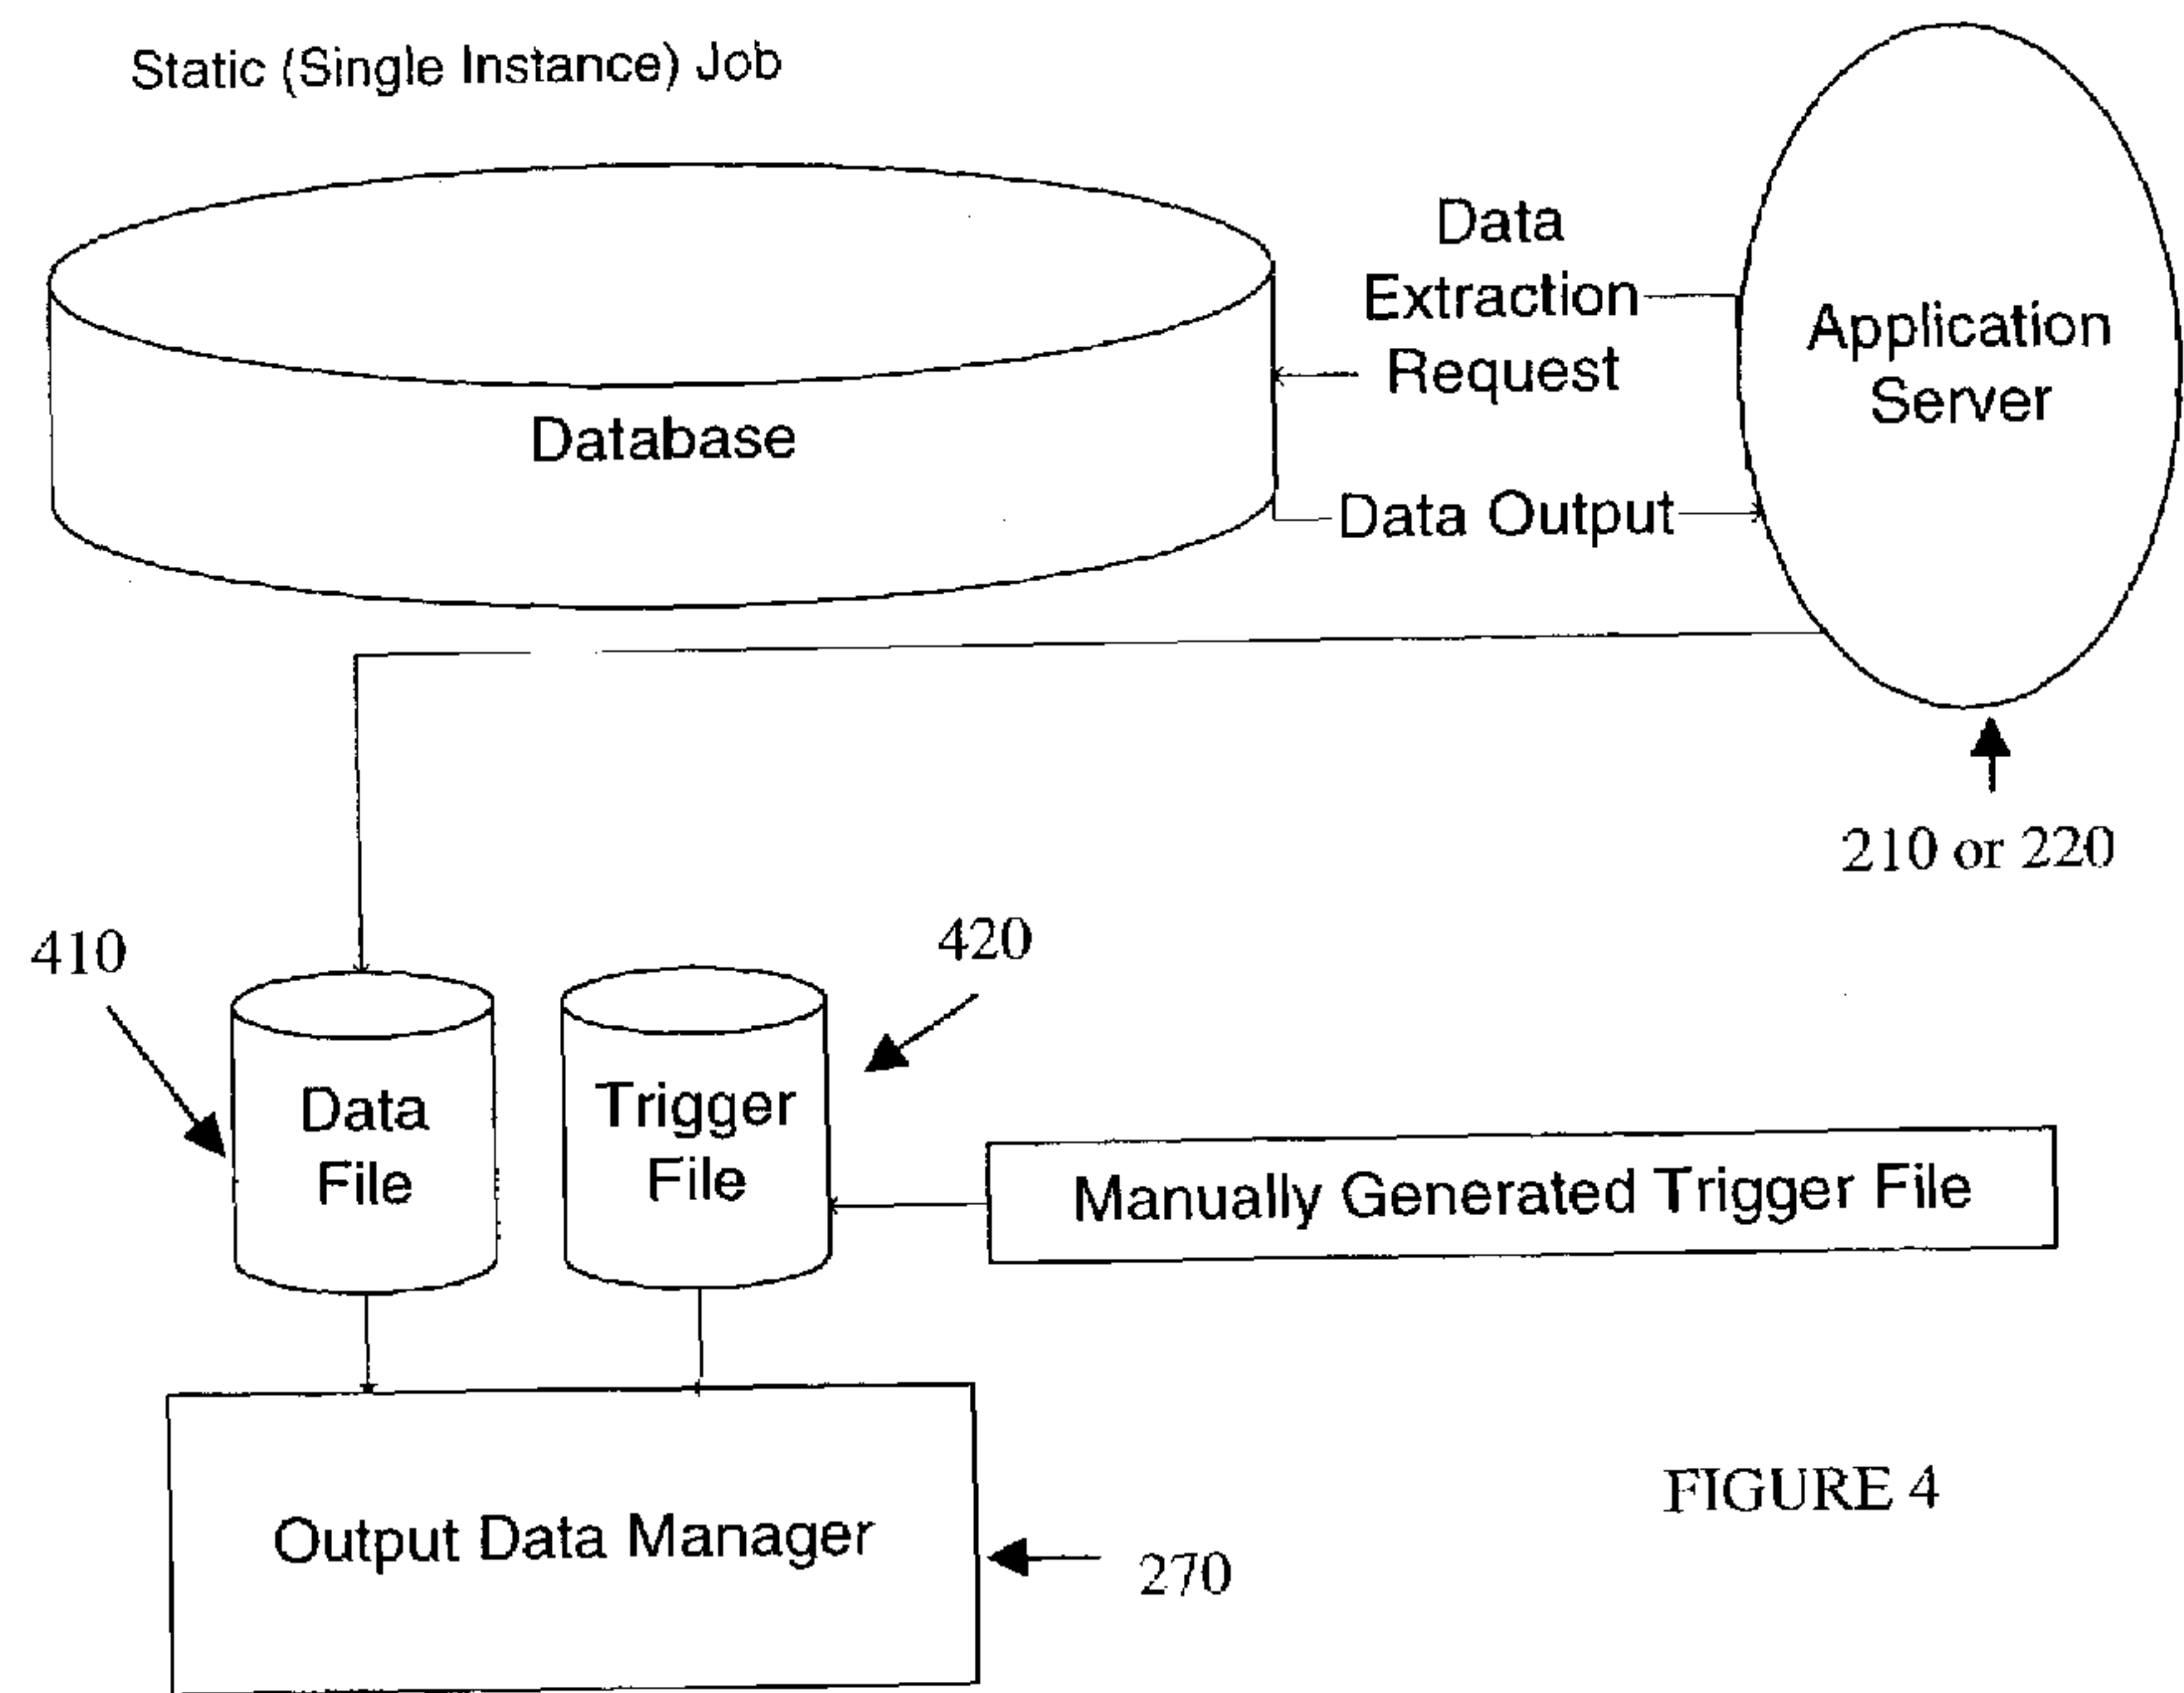 Static (Single Instance) Job
Data
Extraction
Request
Application
Server
Database
Data Output
210 or 220
410
420
Data
File
Trigger
File
Manually Generated Trigger File
Output Data Manager
270
FIGURE 4